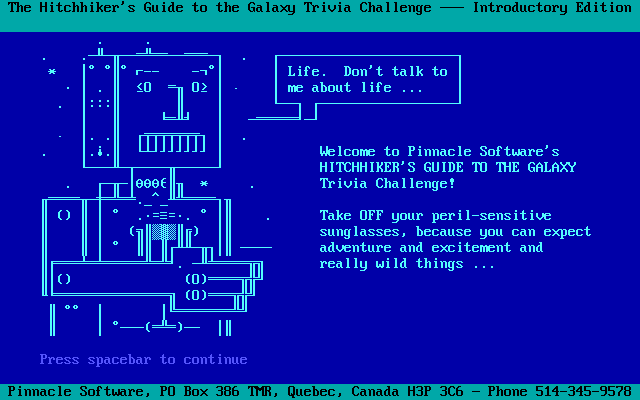 The Hitchhiker's Guide to the Galaxy Trivia Challenge ─── Introductory Edition
Life.  Don't talk to
me about life ...
Welcome to Pinnacle Software's
HITCHHIKER'S GUIDE TO THE GALAXY
Trivia Challenge!
Take OFF your peril-sensitive
sunglasses, because you can expect
adventure and excitement and
really wild things ...
Press spacebar to continue
Pinnacle Software, PO Box 386 TMR, Quebec, Canada H3P 3C6 - Phone 514-345-9578